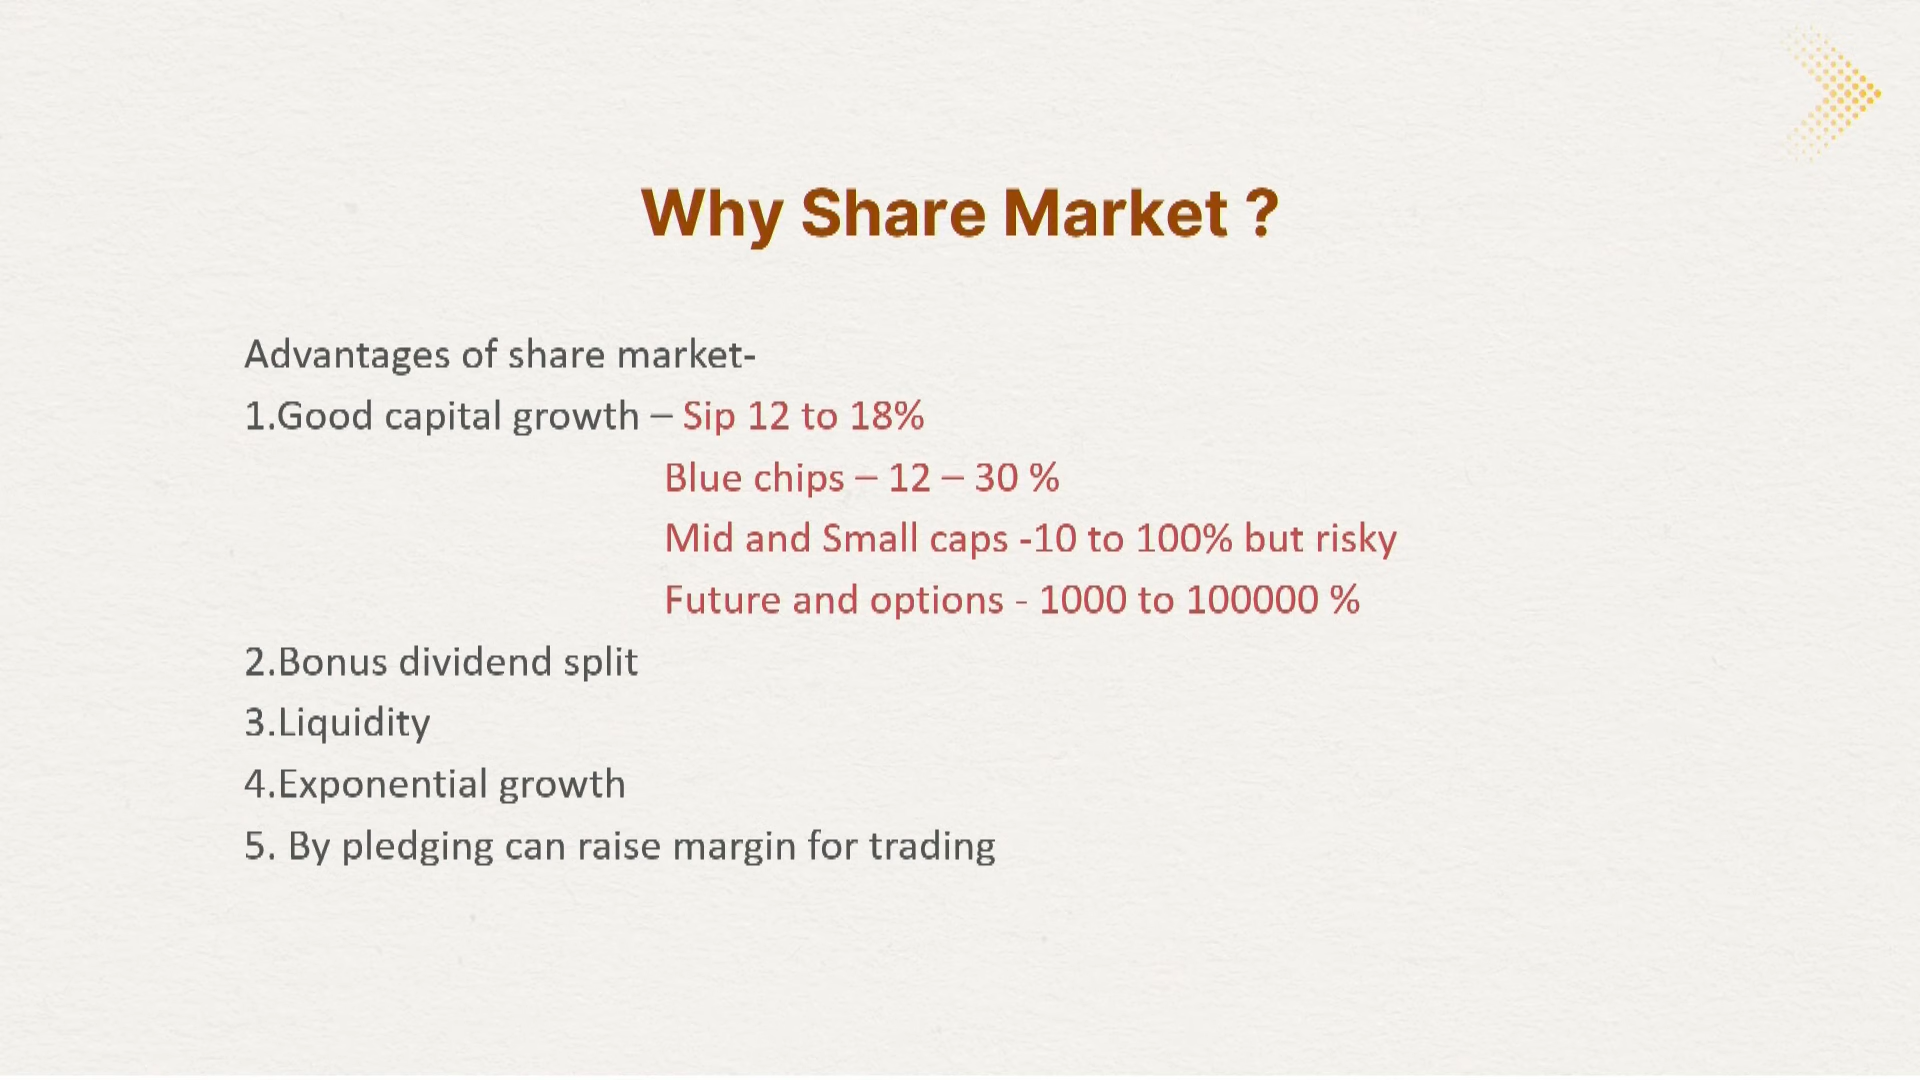 Why Share Market ?
Advantages of share market-
1.Good capital growth – Sip 12 to 18%
Blue chips – 12 – 30 %
Mid and Small caps -10 to 100% but risky
Future and options - 1000 to 100000 %
2.Bonus dividend split
3.Liquidity
4.Exponential growth
5. By pledging can raise margin for trading